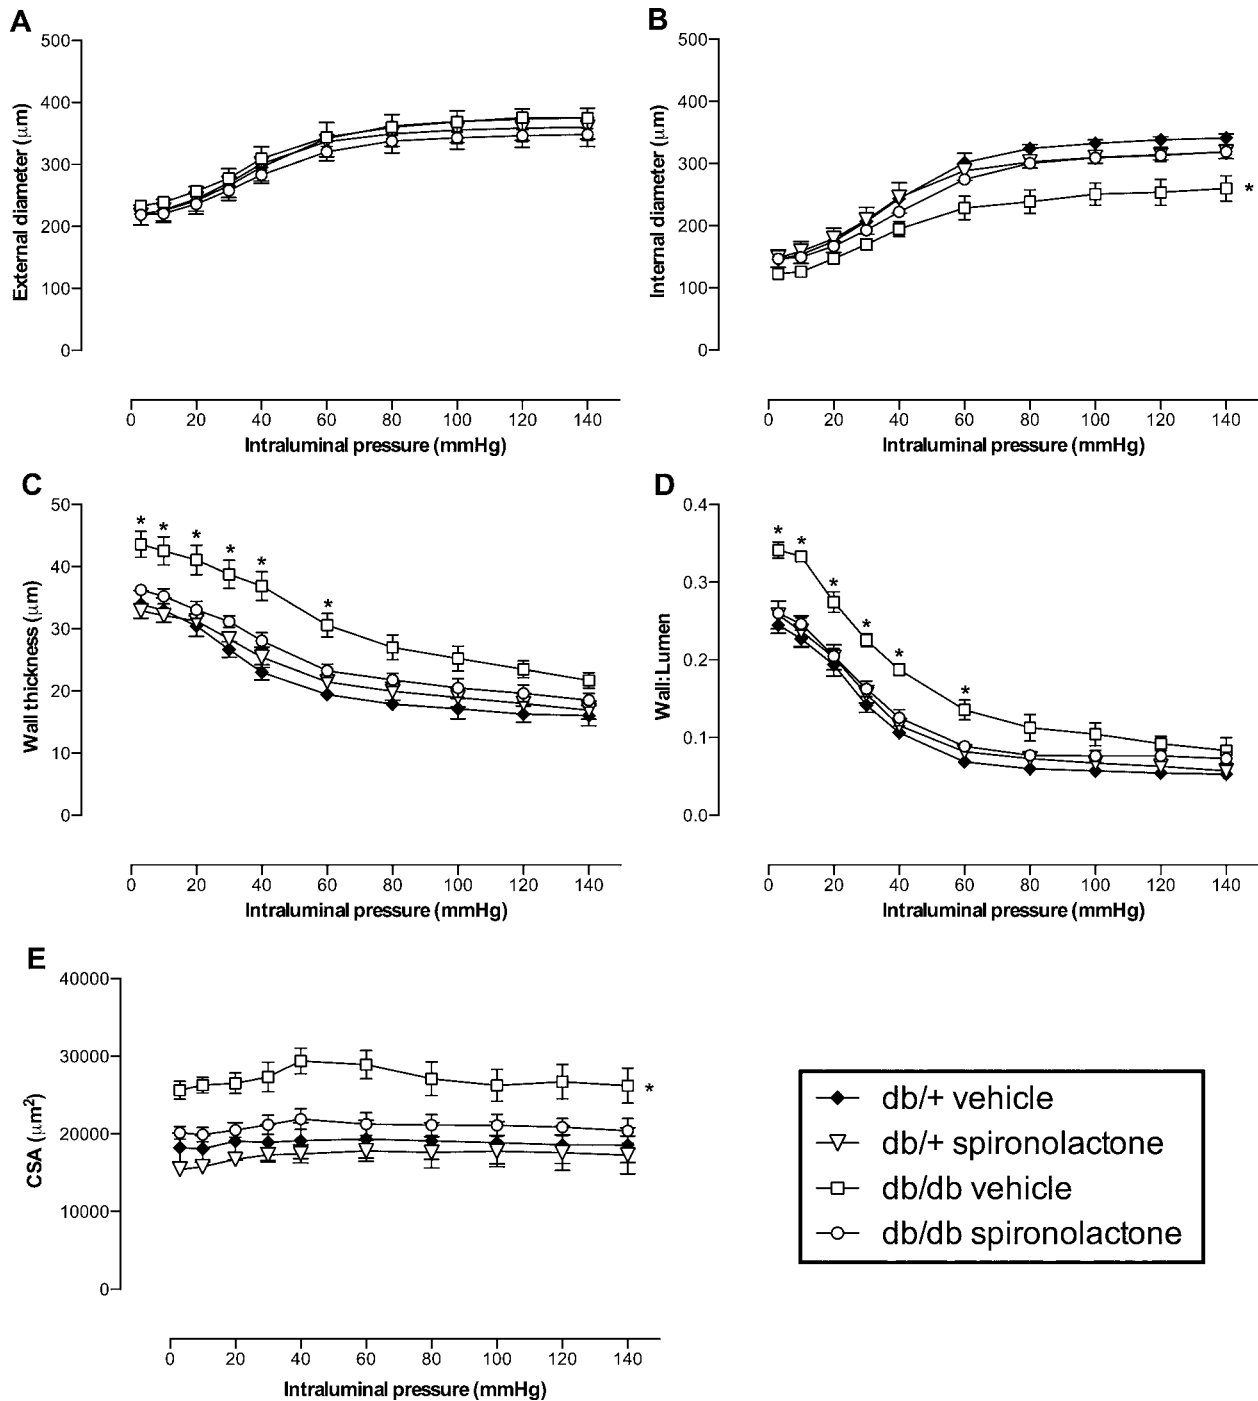 A
500
400
300
200
100
0
External diameter (μm)
0 20 40 60 80 100 120 140
Intraluminal pressure (mmHg)
B
500
400
300
200
100
0
Internal diameter (μm)
*
0 20 40 60 80 100 120 140
Intraluminal pressure (mmHg)
C
50
40
30
20
10
0
Wall thickness (μm)
* * * * * *
0 20 40 60 80 100 120 140
Intraluminal pressure (mmHg)
D
0.4
0.3
0.2
0.1
0.0
Wall:Lumen
* * * * * *
0 20 40 60 80 100 120 140
Intraluminal pressure (mmHg)
E
40000
30000
20000
10000
0
CSA (μm²)
*
0 20 40 60 80 100 120 140
Intraluminal pressure (mmHg)
db/+ vehicle
db/+ spironolactone
db/db vehicle
db/db spironolactone